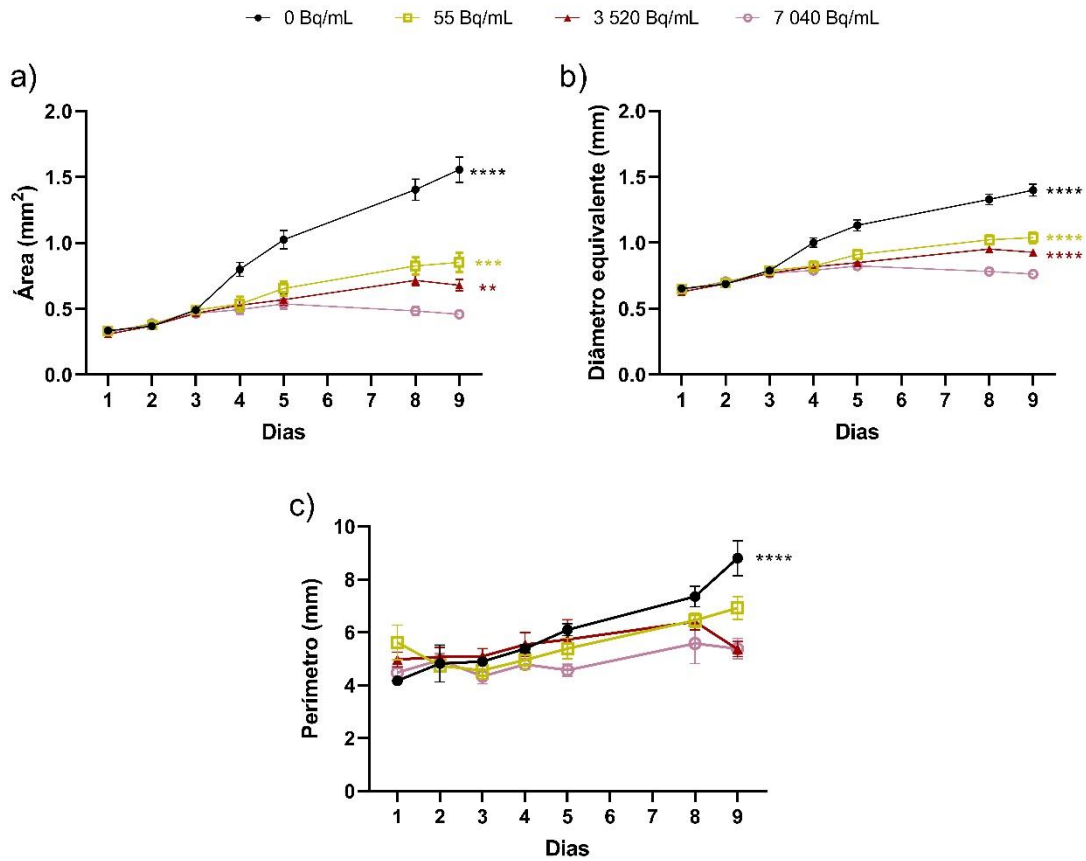 0 Bq/mL 55 Bq/mL 3 520 Bq/mL 7 040 Bq/mL
a)
Área (mm²)
2.0
1.5
1.0
0.5
0.0
****
***
**
1 2 3 4 5 6 7 8 9
Dias
b)
Diâmetro equivalente (mm)
2.0
1.5
1.0
0.5
0.0
****
****
****
1 2 3 4 5 6 7 8 9
Dias
c)
Perímetro (mm)
10
8
6
4
2
0
****
1 2 3 4 5 6 7 8 9
Dias